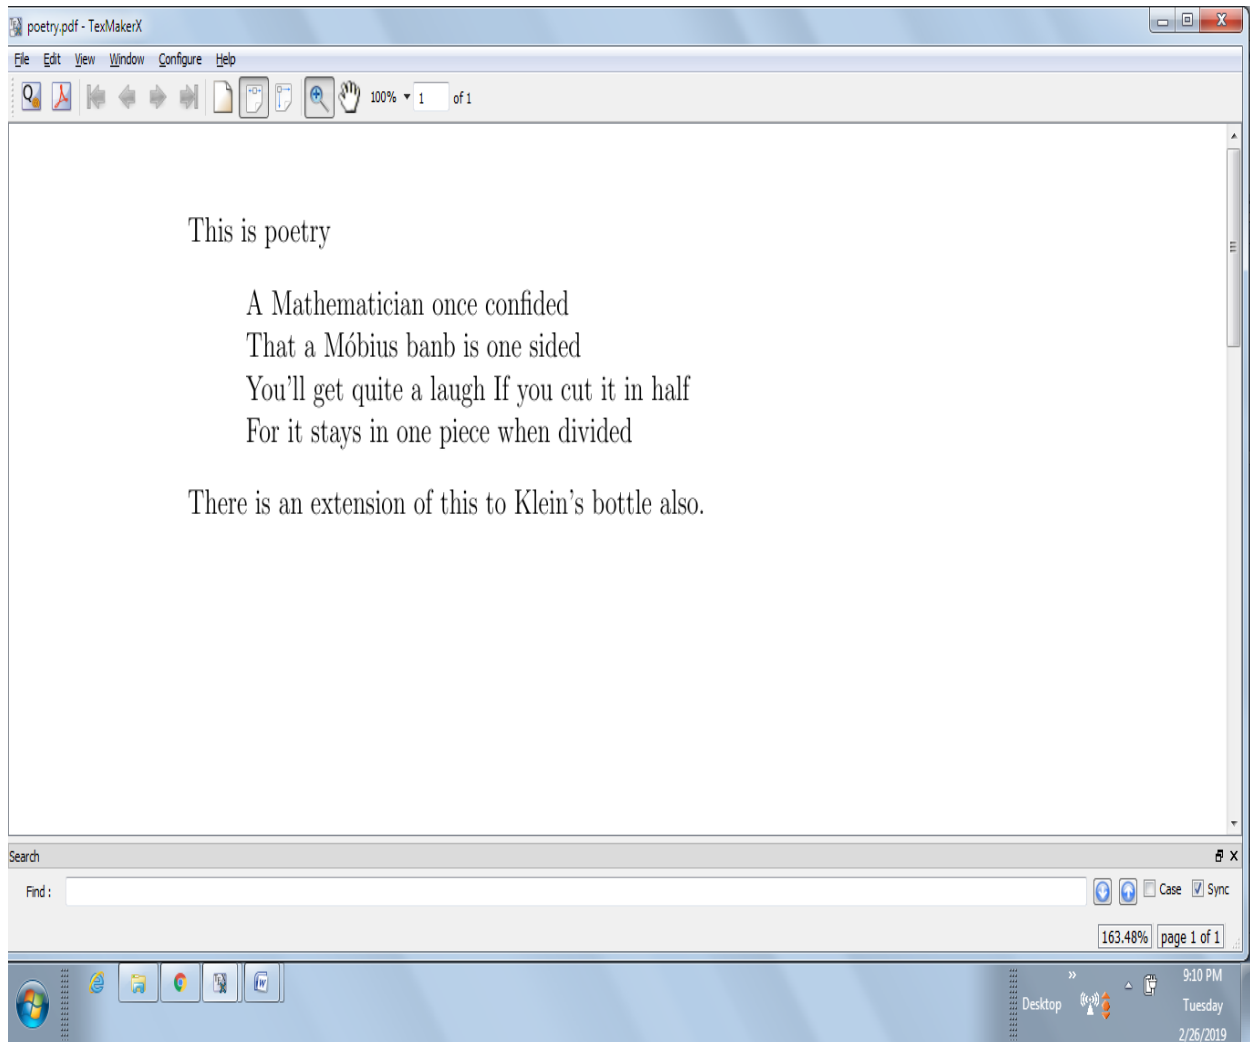 poetry.pdf - TexMakerX
File Edit View Window Configure Help
100% 1 of 1
This is poetry
A Mathematician once confided
That a Móbius banb is one sided
You'll get quite a laugh If you cut it in half
For it stays in one piece when divided
There is an extension of this to Klein's bottle also.
Search
Find :
Case Sync
163.48% page 1 of 1
Desktop
9:10 PM
Tuesday
2/26/2019